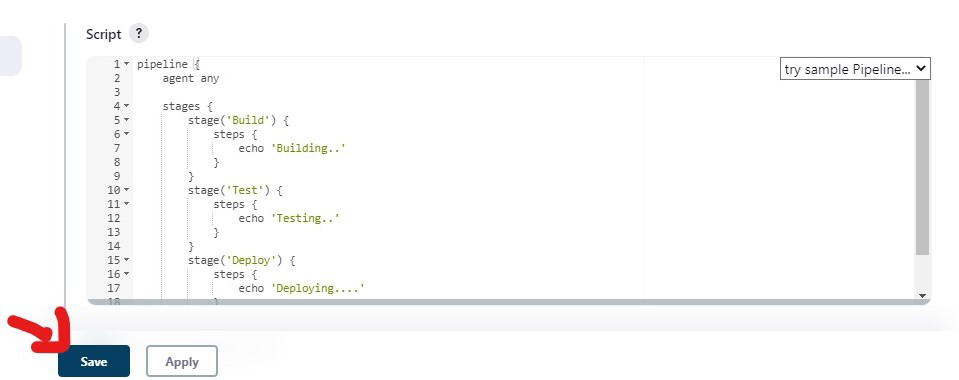 Script ?
try sample Pipeline...
1 pipeline {
2 agent any
3
4 stages {
5 stage('Build') {
6 steps {
7 echo 'Building..'
8 }
9 }
10 stage('Test') {
11 steps {
12 echo 'Testing..'
13 }
14 }
15 stage('Deploy') {
16 steps {
17 echo 'Deploying....'
18 }
Save Apply